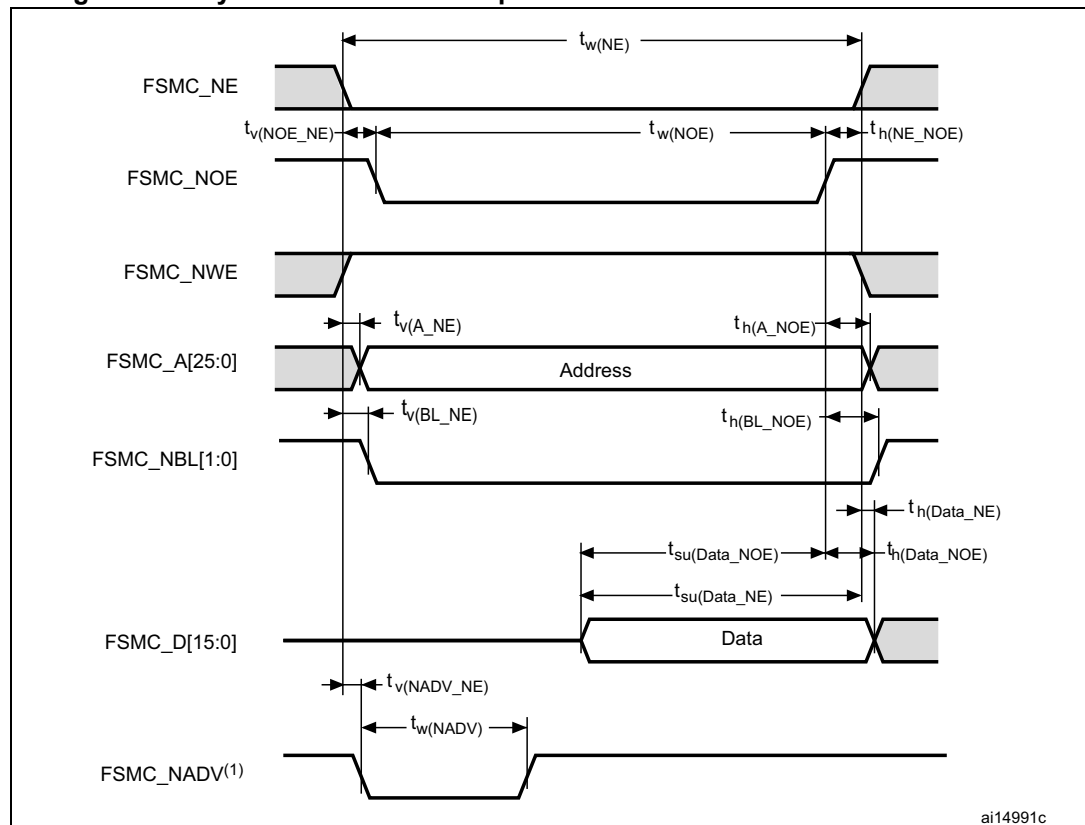 t_w(NE)
FSMC_NE
t_v(NOE_NE)
t_w(NOE)
t_h(NE_NOE)
FSMC_NOE
FSMC_NWE
t_v(A_NE)
t_h(A_NOE)
FSMC_A[25:0]
Address
t_v(BL_NE)
t_h(BL_NOE)
FSMC_NBL[1:0]
t_h(Data_NE)
t_su(Data_NOE)
t_h(Data_NOE)
t_su(Data_NE)
FSMC_D[15:0]
Data
t_v(NADV_NE)
t_w(NADV)
FSMC_NADV(1)
ai14991c